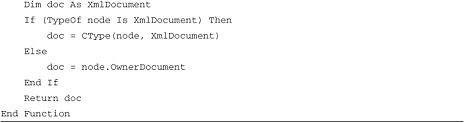 Dim doc As XmlDocument
    If (TypeOf node Is XmlDocument) Then
        doc = CType(node, XmlDocument)
    Else
        doc = node.OwnerDocument
    End If
    Return doc
End Function